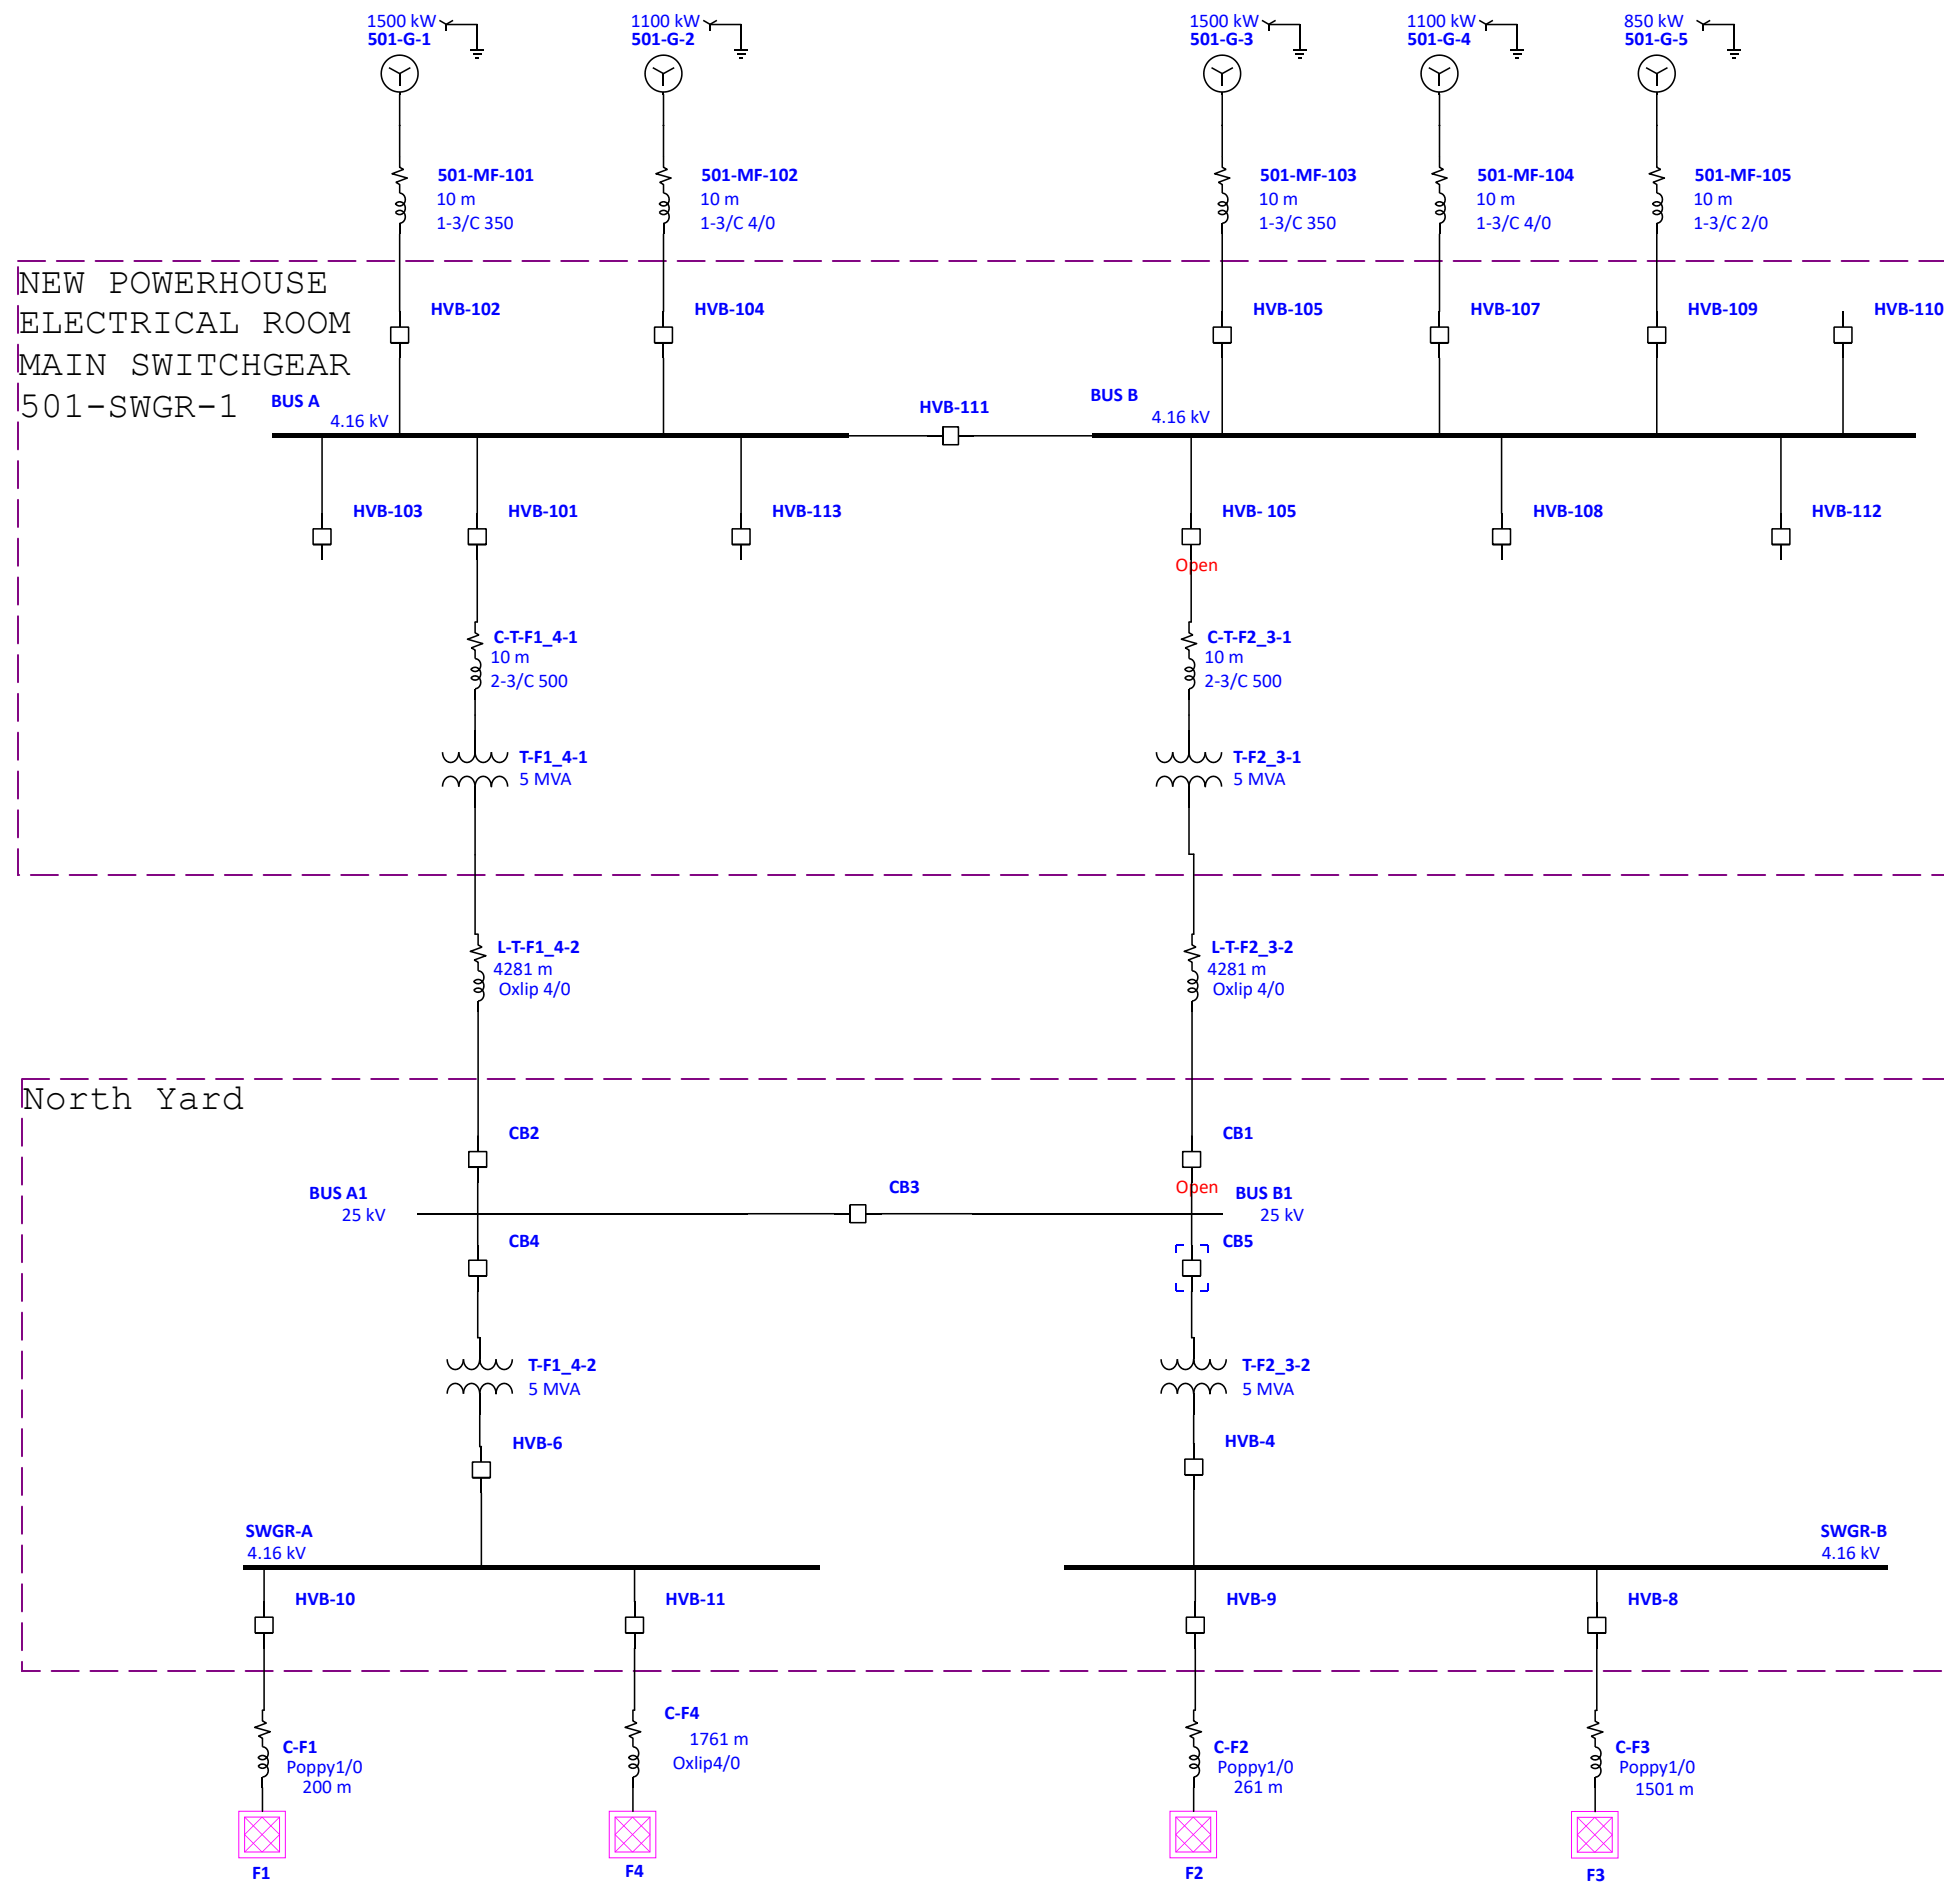 1500 kW
501-G-1
1100 kW
501-G-2
1500 kW
501-G-3
1100 kW
501-G-4
850 kW
501-G-5
501-MF-101
10 m
1-3/C 350
501-MF-102
10 m
1-3/C 4/0
501-MF-103
10 m
1-3/C 350
501-MF-104
10 m
1-3/C 4/0
501-MF-105
10 m
1-3/C 2/0
NEW POWERHOUSE
ELECTRICAL ROOM
MAIN SWITCHGEAR
501-SWGR-1
HVB-102
HVB-104
HVB-105
HVB-107
HVB-109
HVB-110
BUS A
4.16 kV
HVB-111
BUS B
4.16 kV
HVB-103
HVB-101
HVB-113
HVB- 105
Open
HVB-108
HVB-112
C-T-F1_4-1
10 m
2-3/C 500
C-T-F2_3-1
10 m
2-3/C 500
T-F1_4-1
5 MVA
T-F2_3-1
5 MVA
L-T-F1_4-2
4281 m
Oxlip 4/0
L-T-F2_3-2
4281 m
Oxlip 4/0
North Yard
CB2
CB1
Open
BUS A1
25 kV
CB3
BUS B1
25 kV
CB4
CB5
T-F1_4-2
5 MVA
T-F2_3-2
5 MVA
HVB-6
HVB-4
SWGR-A
4.16 kV
SWGR-B
4.16 kV
HVB-10
HVB-11
HVB-9
HVB-8
C-F1
Poppy1/0
200 m
C-F4
1761 m
Oxlip4/0
C-F2
Poppy1/0
261 m
C-F3
Poppy1/0
1501 m
F1
F4
F2
F3